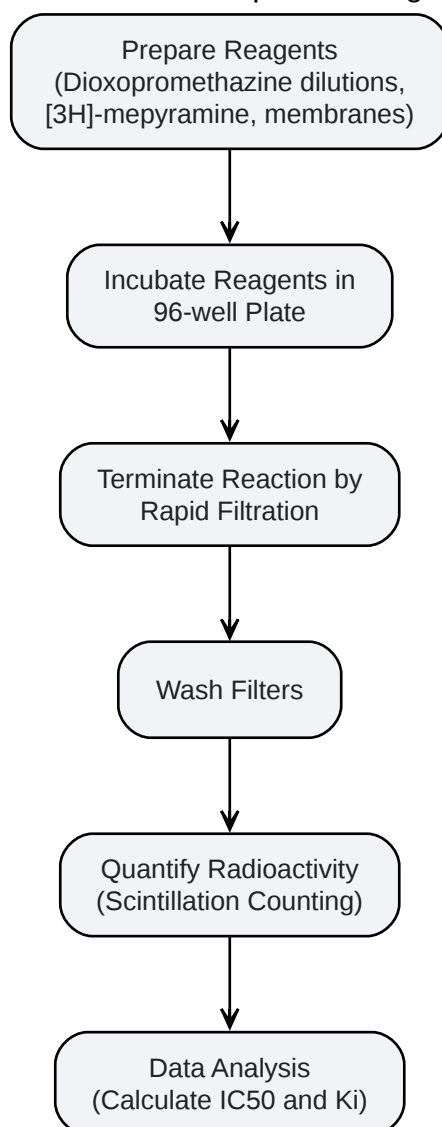 Prepare Reagents
(Dioxopromethazine dilutions,
[3H]-mepyramine, membranes)
Incubate Reagents in
96-well Plate
Terminate Reaction by
Rapid Filtration
Wash Filters
Quantify Radioactivity
(Scintillation Counting)
Data Analysis
(Calculate IC50 and Ki)